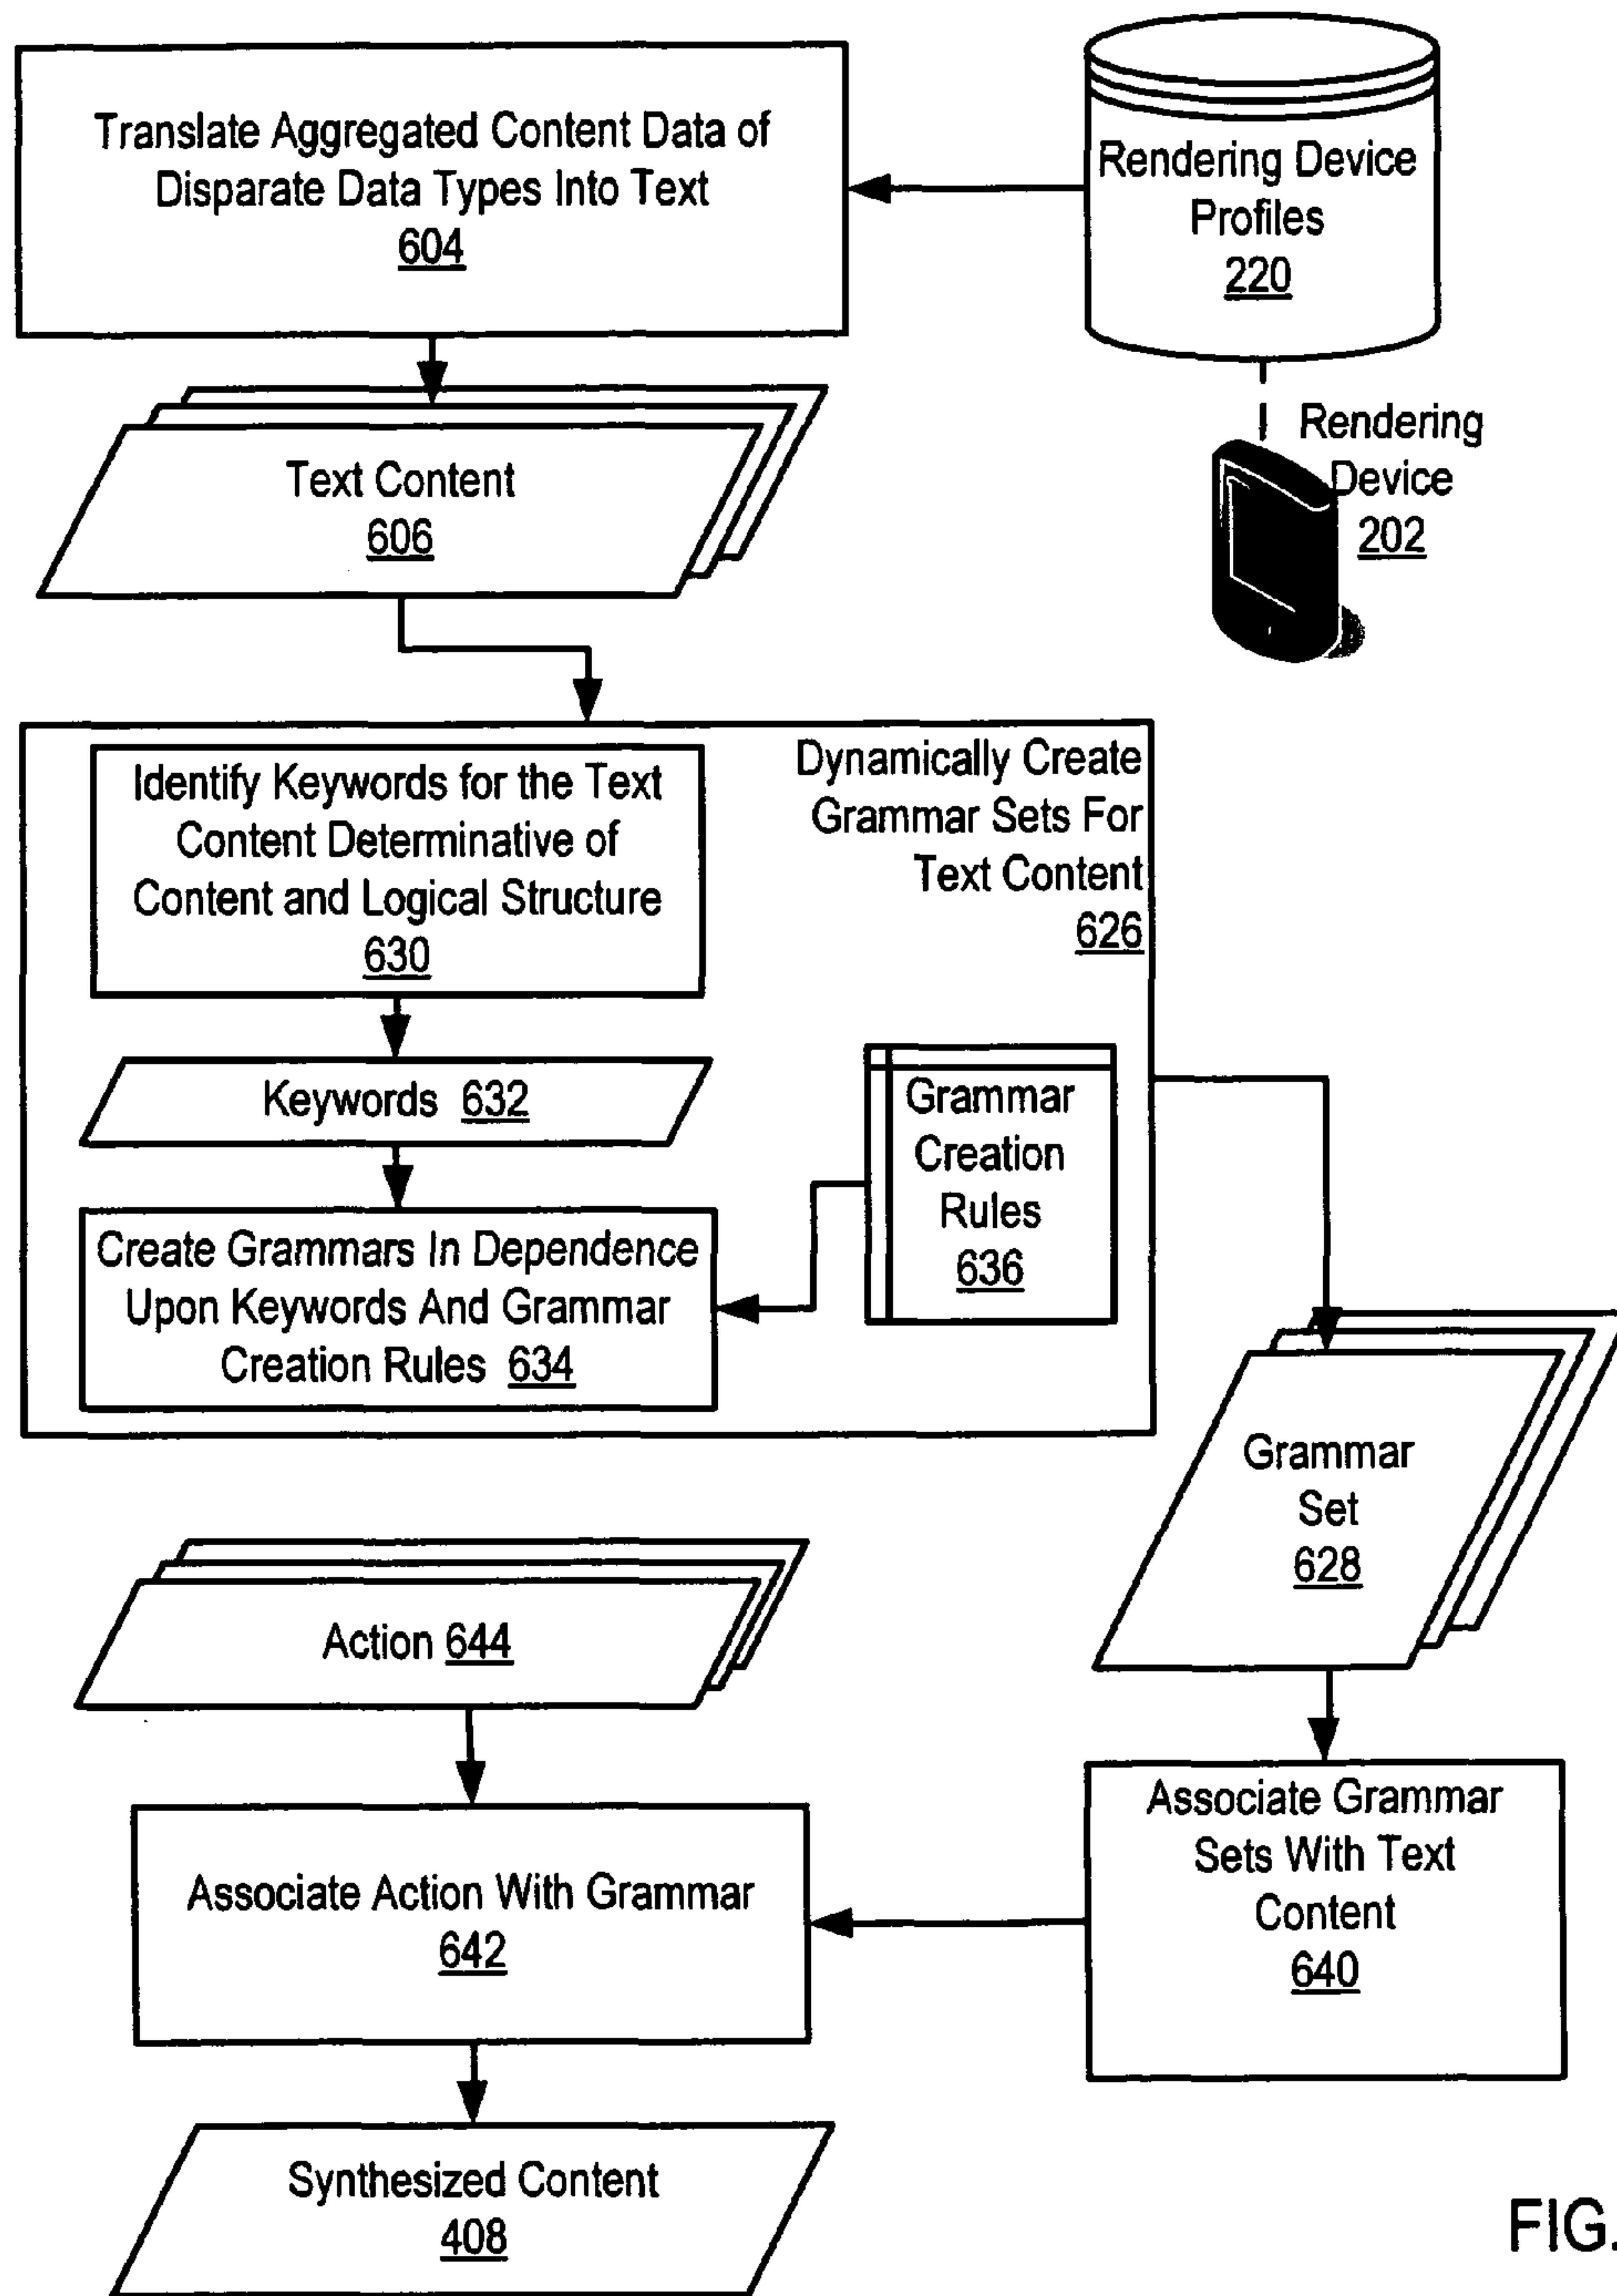 Translate Aggregated Content Data of
Disparate Data Types Into Text
604
Rendering Device
Profiles
220
Rendering
Device
202
Text Content
606
Dynamically Create
Grammar Sets For
Text Content
626
Identify Keywords for the Text
Content Determinative of
Content and Logical Structure
630
Keywords 632
Grammar
Creation
Rules
636
Create Grammars In Dependence
Upon Keywords And Grammar
Creation Rules 634
Grammar
Set
628
Action 644
Associate Grammar
Sets With Text
Content
640
Associate Action With Grammar
642
Synthesized Content
408
FIG.